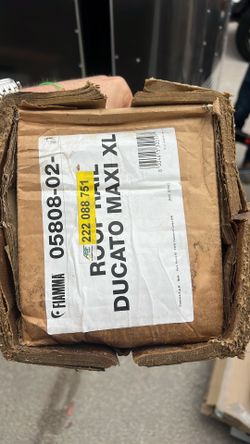 FIAMMA
05808-02-
222 088 751
ROOF RAIL
DUCATO MAXI XL